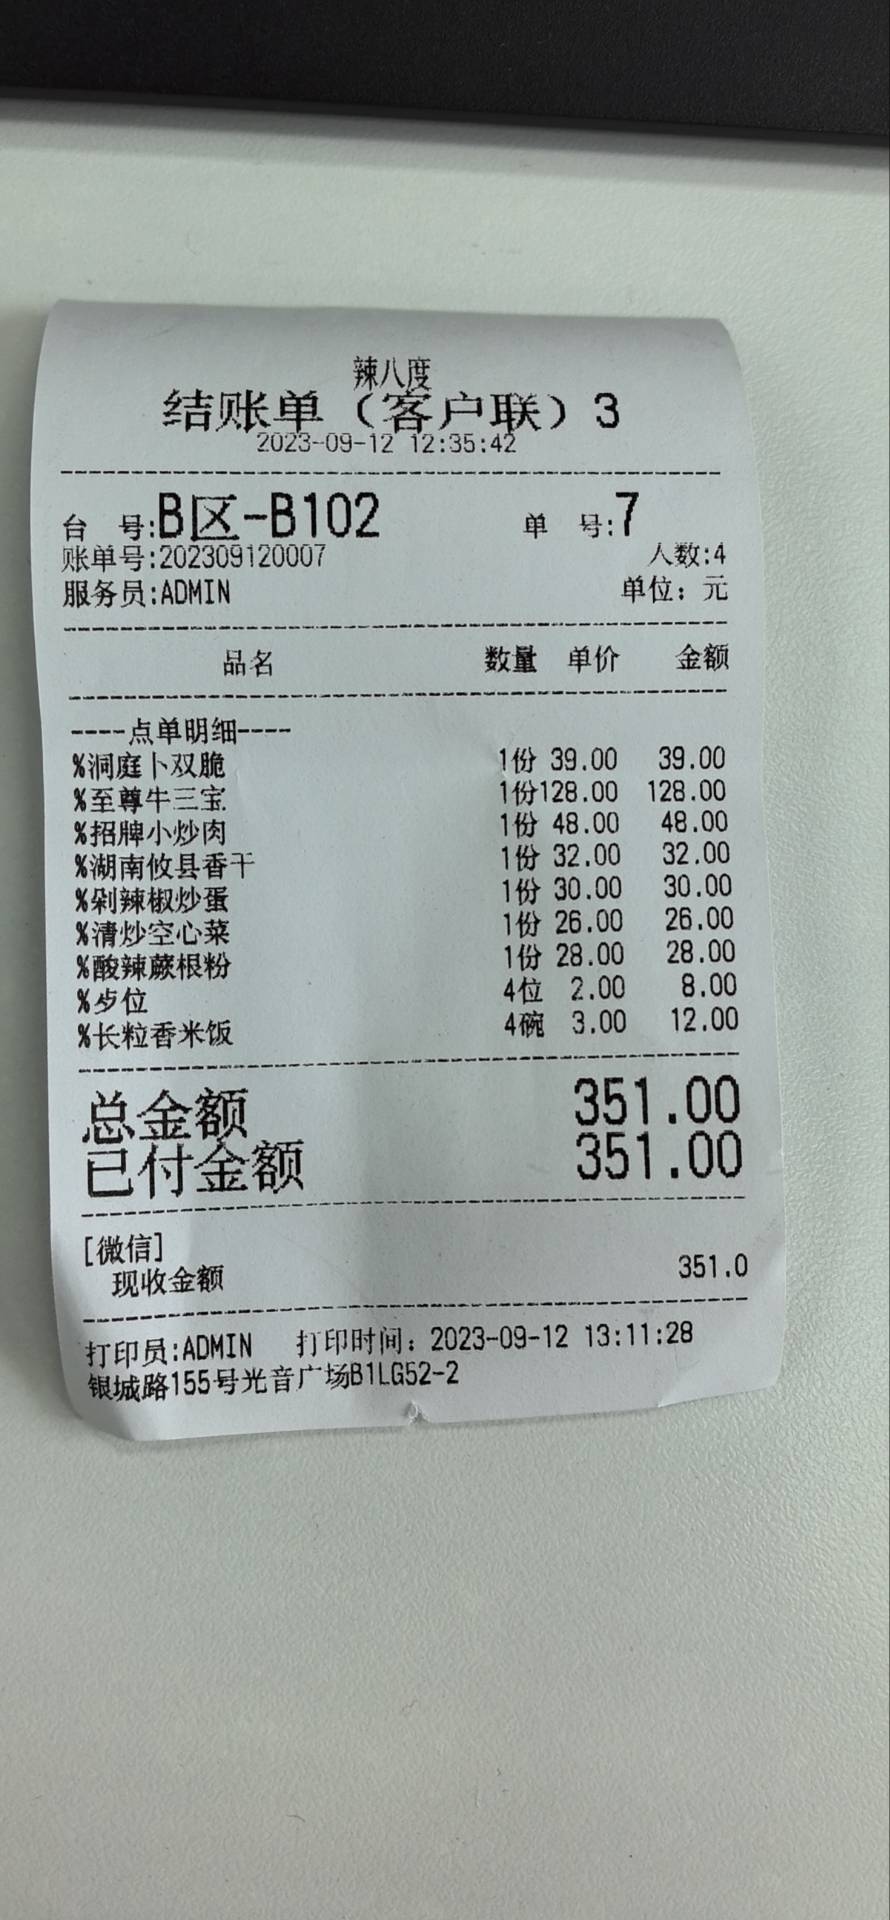 辣八度
结账单（客户联）3
2023-09-12 12:35:42
台 号:B区-B102 单 号:7
账单号:202309120007 人数:4
服务员:ADMIN 单位：元
品名 数量 单价 金额
----点单明细----
%洞庭卜双脆 1份 39.00 39.00
%至尊牛三宝 1份128.00 128.00
%招牌小炒肉 1份 48.00 48.00
%湖南攸县香干 1份 32.00 32.00
%剁辣椒炒蛋 1份 30.00 30.00
%清炒空心菜 1份 26.00 26.00
%酸辣蕨根粉 1份 28.00 28.00
%歺位 4位 2.00 8.00
%长粒香米饭 4碗 3.00 12.00
总金额 351.00
已付金额 351.00
[微信]
现收金额 351.0
打印员:ADMIN 打印时间：2023-09-12 13:11:28
银城路155号光音广场B1LG52-2